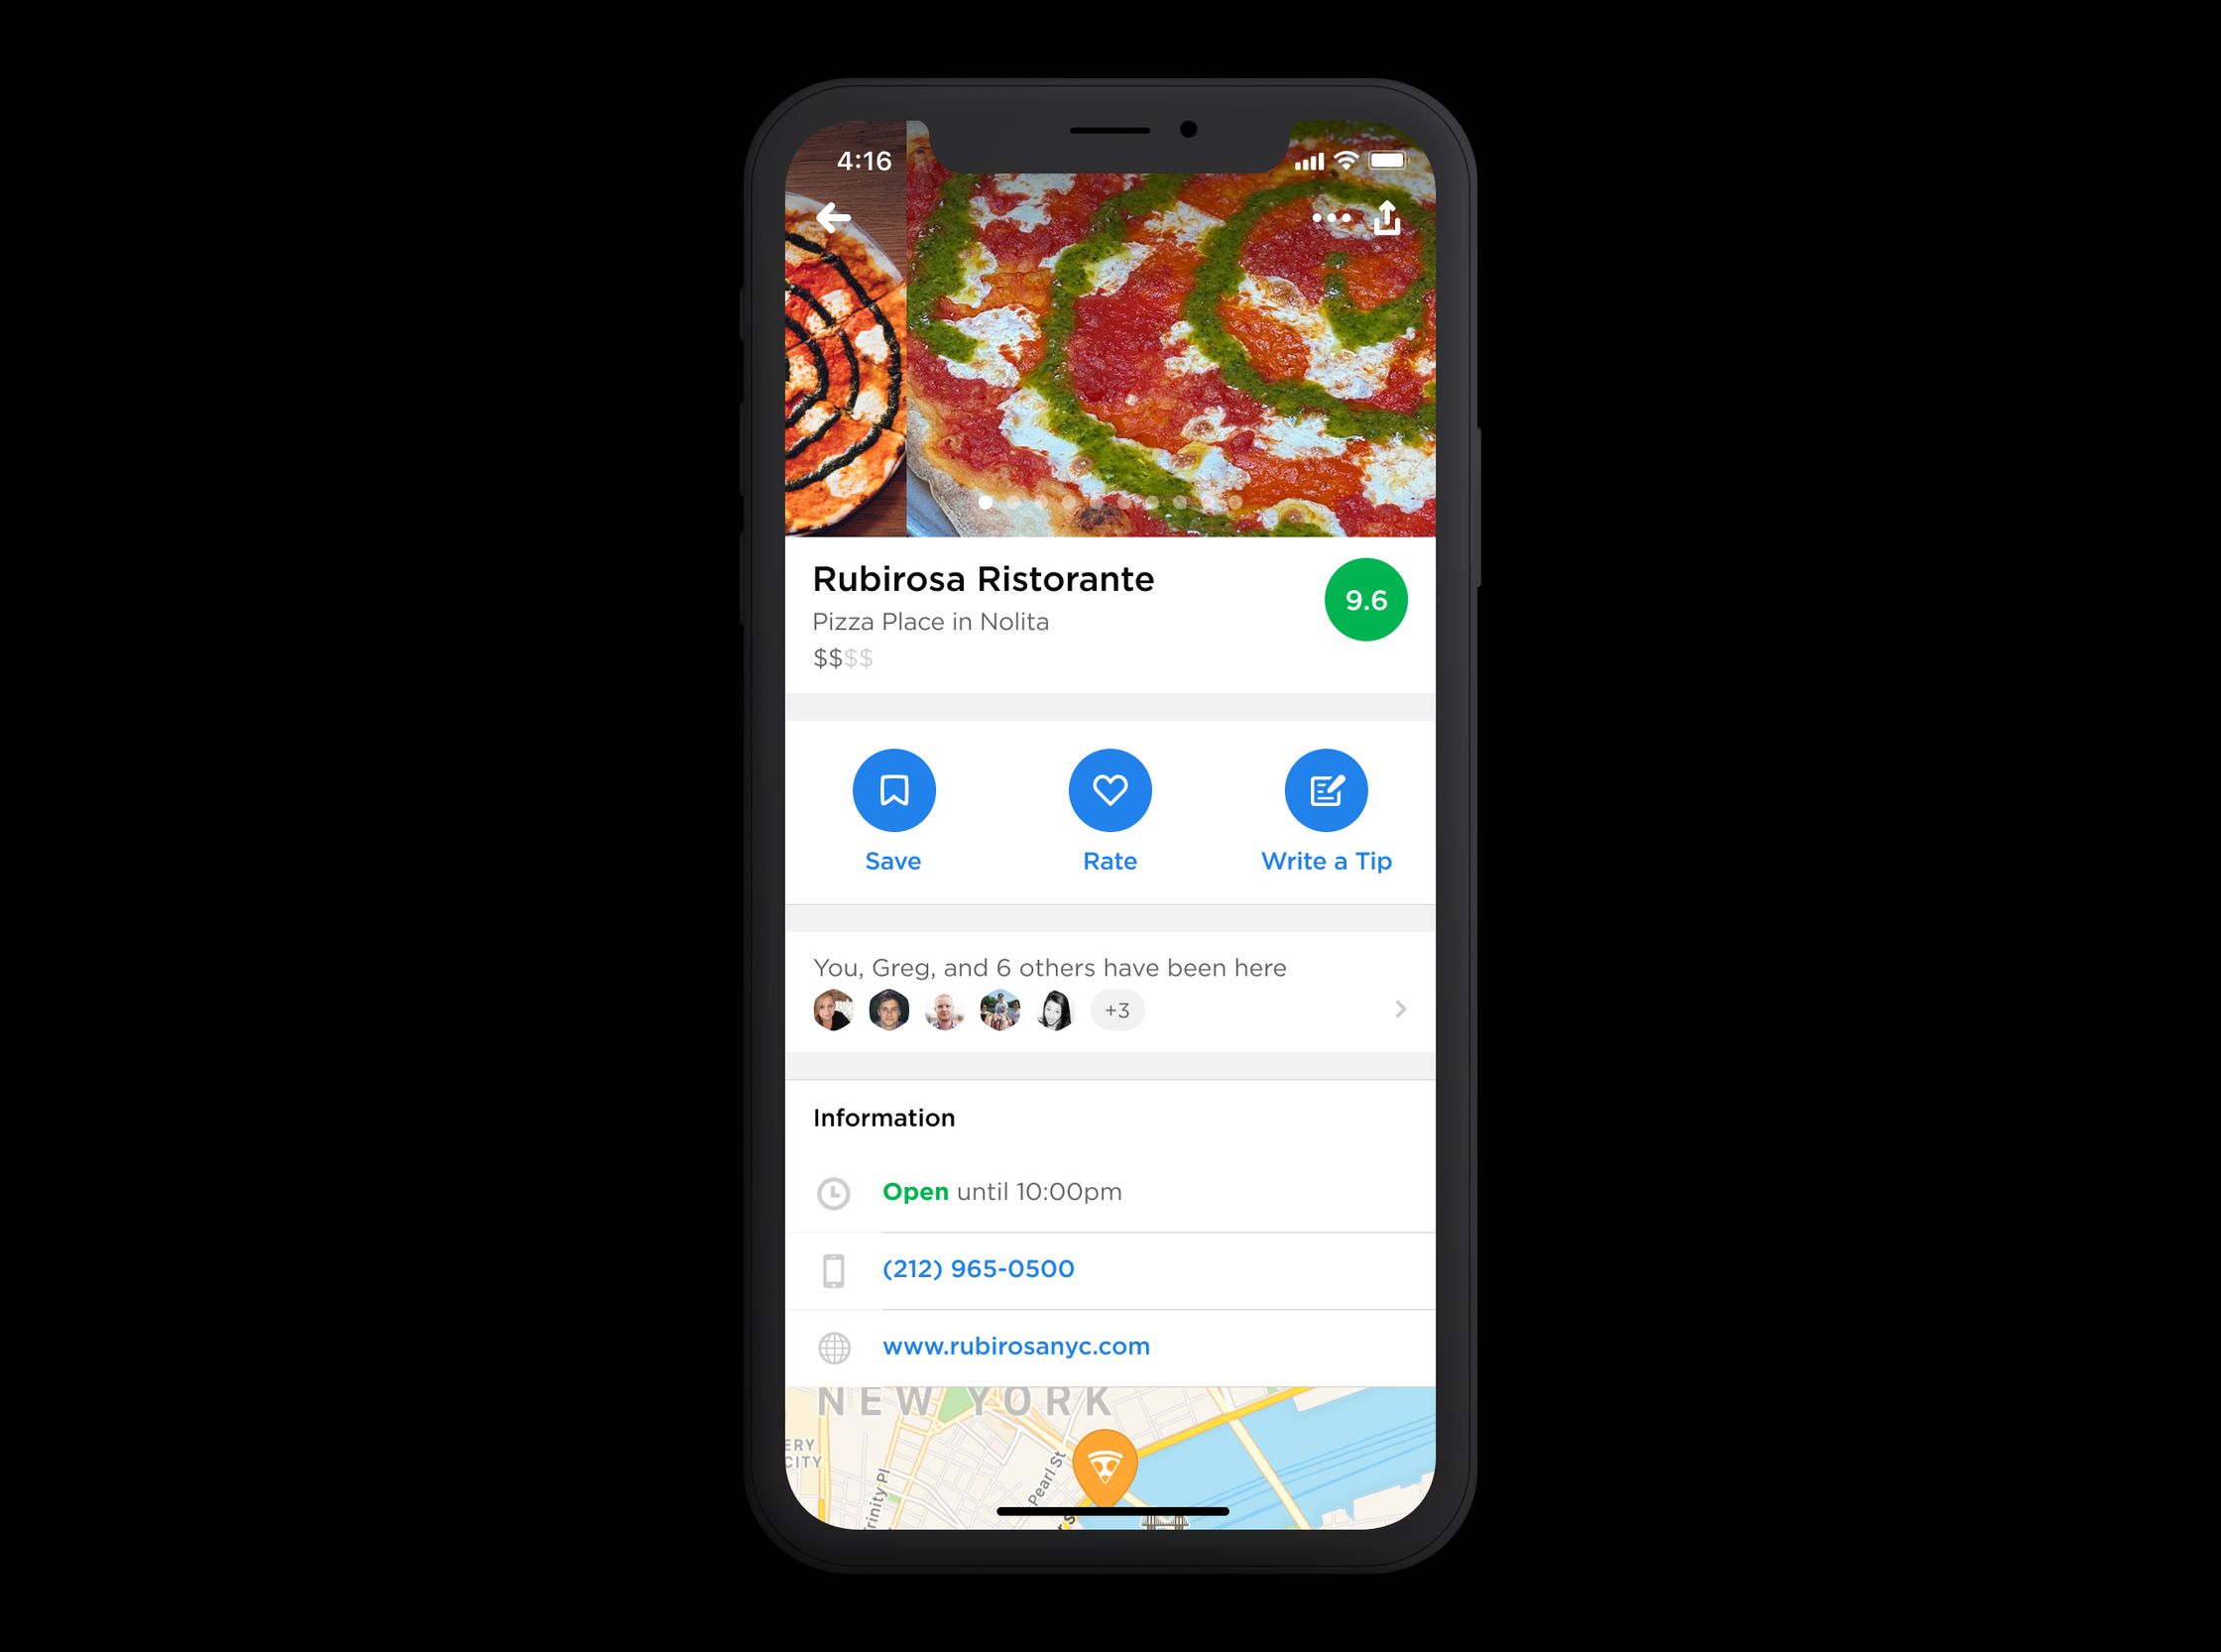 4:16
Rubirosa Ristorante
9.6
Pizza Place in Nolita
$$$$
Save
Rate
Write a Tip
You, Greg, and 6 others have been here
+3
Information
Open until 10:00pm
(212) 965-0500
www.rubirosanyc.com
NEW YORK
ERY
CITY
Pearl St
rinity Pl